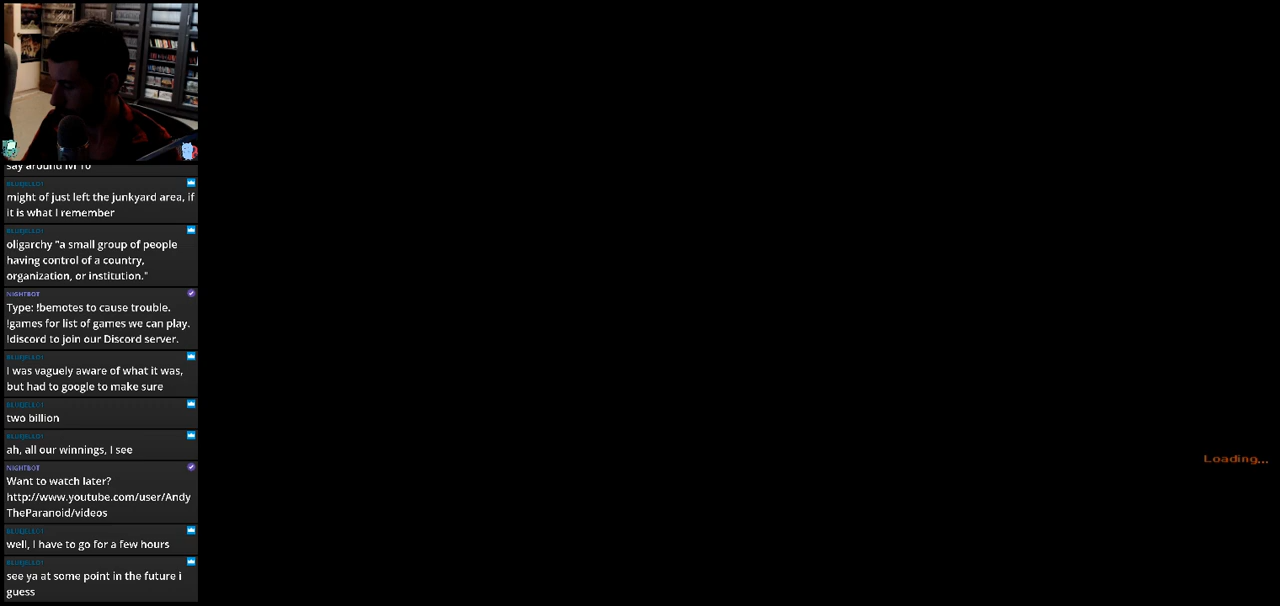 say around lvl 10
might of just left the junkyard area, if
it is what I remember
oligarchy "a small group of people
having control of a country,
organization, or institution."
NIGHTBOT
Type: !bemotes to cause trouble.
!games for list of games we can play.
!discord to join our Discord server.
I was vaguely aware of what it was,
but had to google to make sure
two billion
ah, all our winnings, I see
NIGHTBOT
Want to watch later?
http://www.youtube.com/user/Andy
TheParanoid/videos
well, I have to go for a few hours
see ya at some point in the future i
guess
Loading...